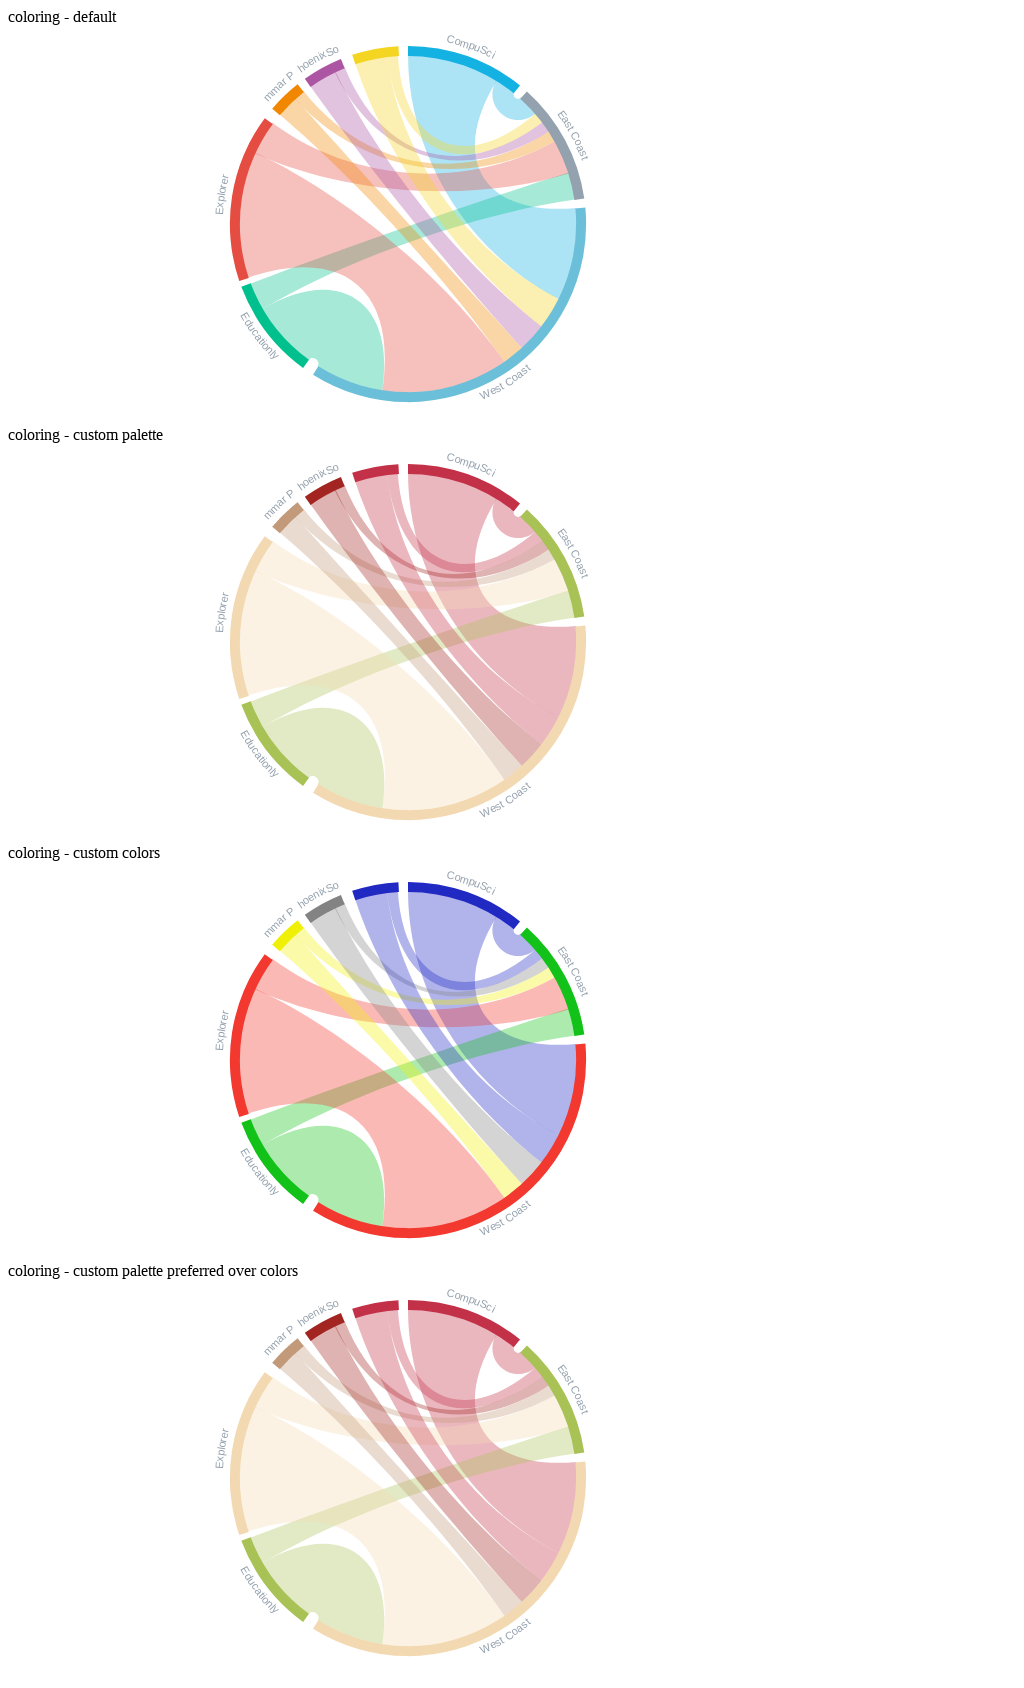 coloring - default
CompuSci
East Coast
West Coast
Educationly
Explorer
mmar P
hoenixSo
coloring - custom palette
CompuSci
East Coast
West Coast
Educationly
Explorer
mmar P
hoenixSo
coloring - custom colors
CompuSci
East Coast
West Coast
Educationly
Explorer
mmar P
hoenixSo
coloring - custom palette preferred over colors
CompuSci
East Coast
West Coast
Educationly
Explorer
mmar P
hoenixSo